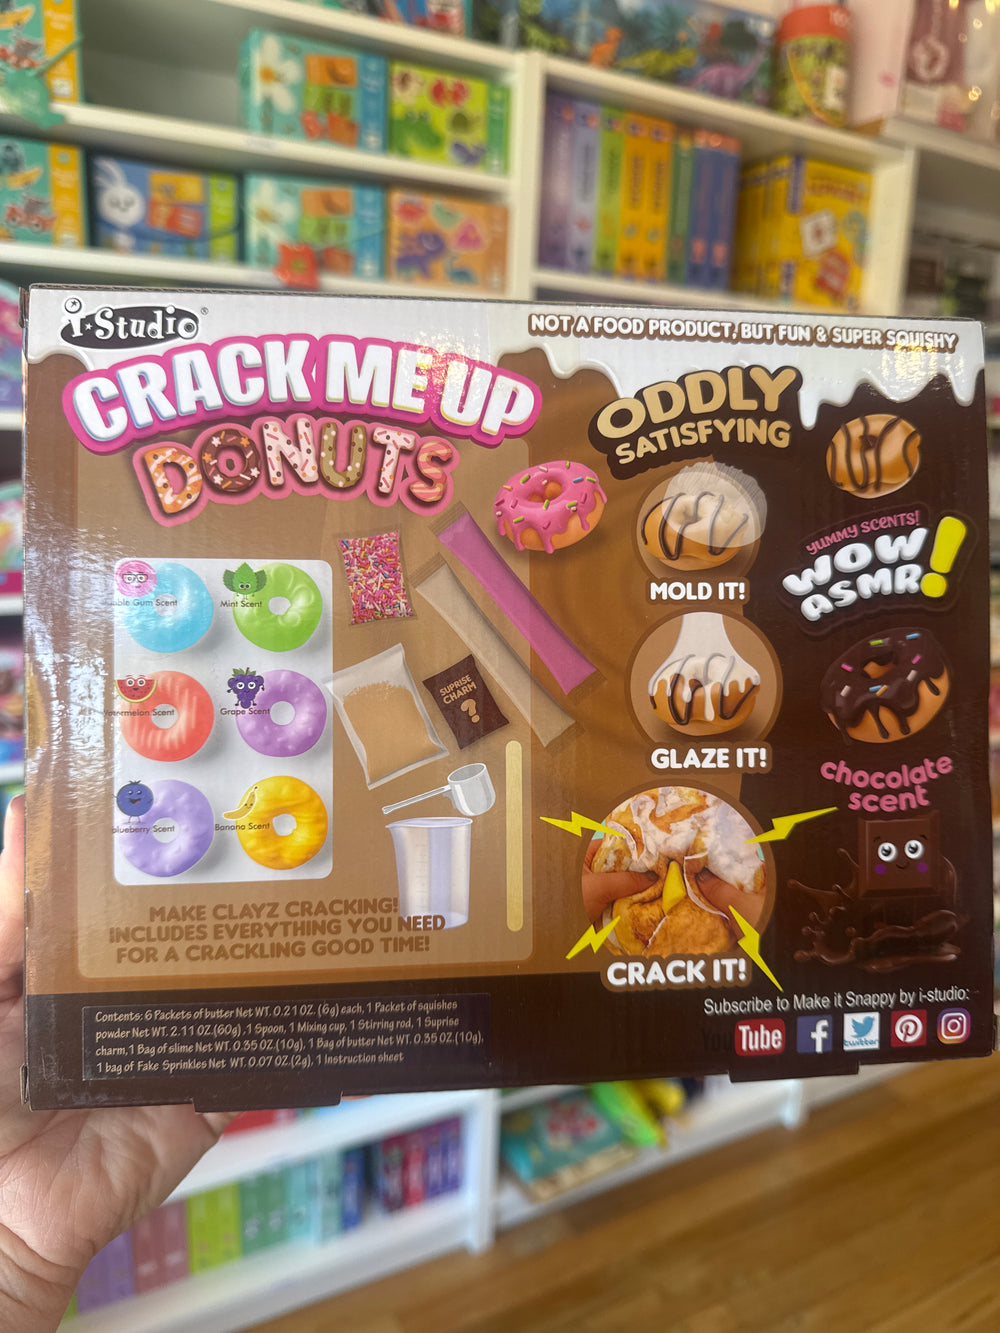 i·Studio®
NOT A FOOD PRODUCT, BUT FUN & SUPER SQUISHY
CRACK ME UP
DONUTS
ODDLY
SATISFYING
MOLD IT!
YUMMY SCENTS!
WOW
ASMR!
Gum Scent
Mint Scent
SUPRISE
CHARM
?
Grape Scent
GLAZE IT!
chocolate
scent
Banana Scent
MAKE CLAYZ CRACKING!
INCLUDES EVERYTHING YOU NEED
FOR A CRACKLING GOOD TIME!
CRACK IT!
Contents: 6 Packets of butter Net WT. 0.21 OZ. (6g) each, 1 Packet of squishes
powder Net WT. 2.11 OZ.(60g) ,1 Spoon, 1 Mixing cup, 1 Stirring rod, 1 Suprise
charm, 1 Bag of slime Net WT. 0.35 OZ.(10g), 1 Bag of butter Net WT. 0.35 OZ.(10g),
1 bag of Fake Sprinkles Net WT. 0.07 OZ.(2g), 1 Instruction sheet
Subscribe to Make it Snappy by i-studio:
You Tube
twitter